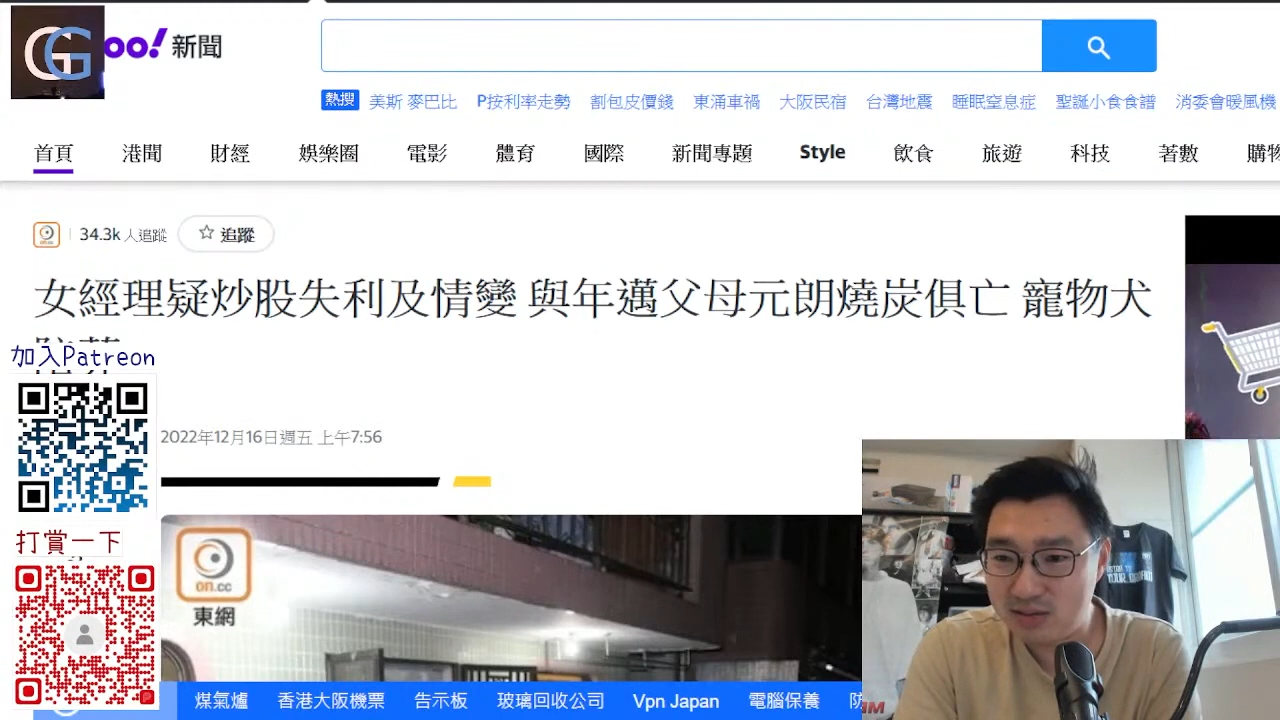 GG
oo! 新聞
熱搜 美斯 麥巴比 P按利率走勢 割包皮價錢 東涌車禍 大阪民宿 台灣地震 睡眠窒息症 聖誕小食食譜 消委會暖風機
首頁 港聞 財經 娛樂圈 電影 體育 國際 新聞專題 Style 飲食 旅遊 科技 著數 購物
34.3k 人追蹤 追蹤
女經理疑炒股失利及情變 與年邁父母元朗燒炭俱亡 寵物犬
加入Patreon
2022年12月16日週五 上午7:56
打賞一下
on.cc
東網
煤氣爐 香港大阪機票 告示板 玻璃回收公司 Vpn Japan 電腦保養 防